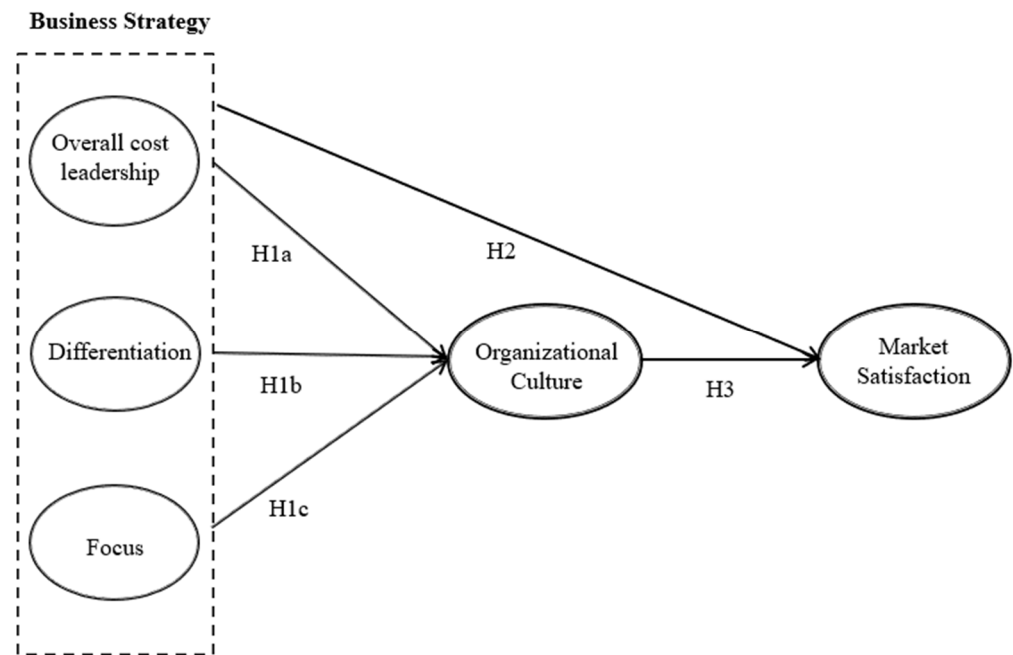 Business Strategy
Overall cost
leadership
H1a
H2
Differentiation
H1b
Organizational
Culture
H3
Market
Satisfaction
H1c
Focus